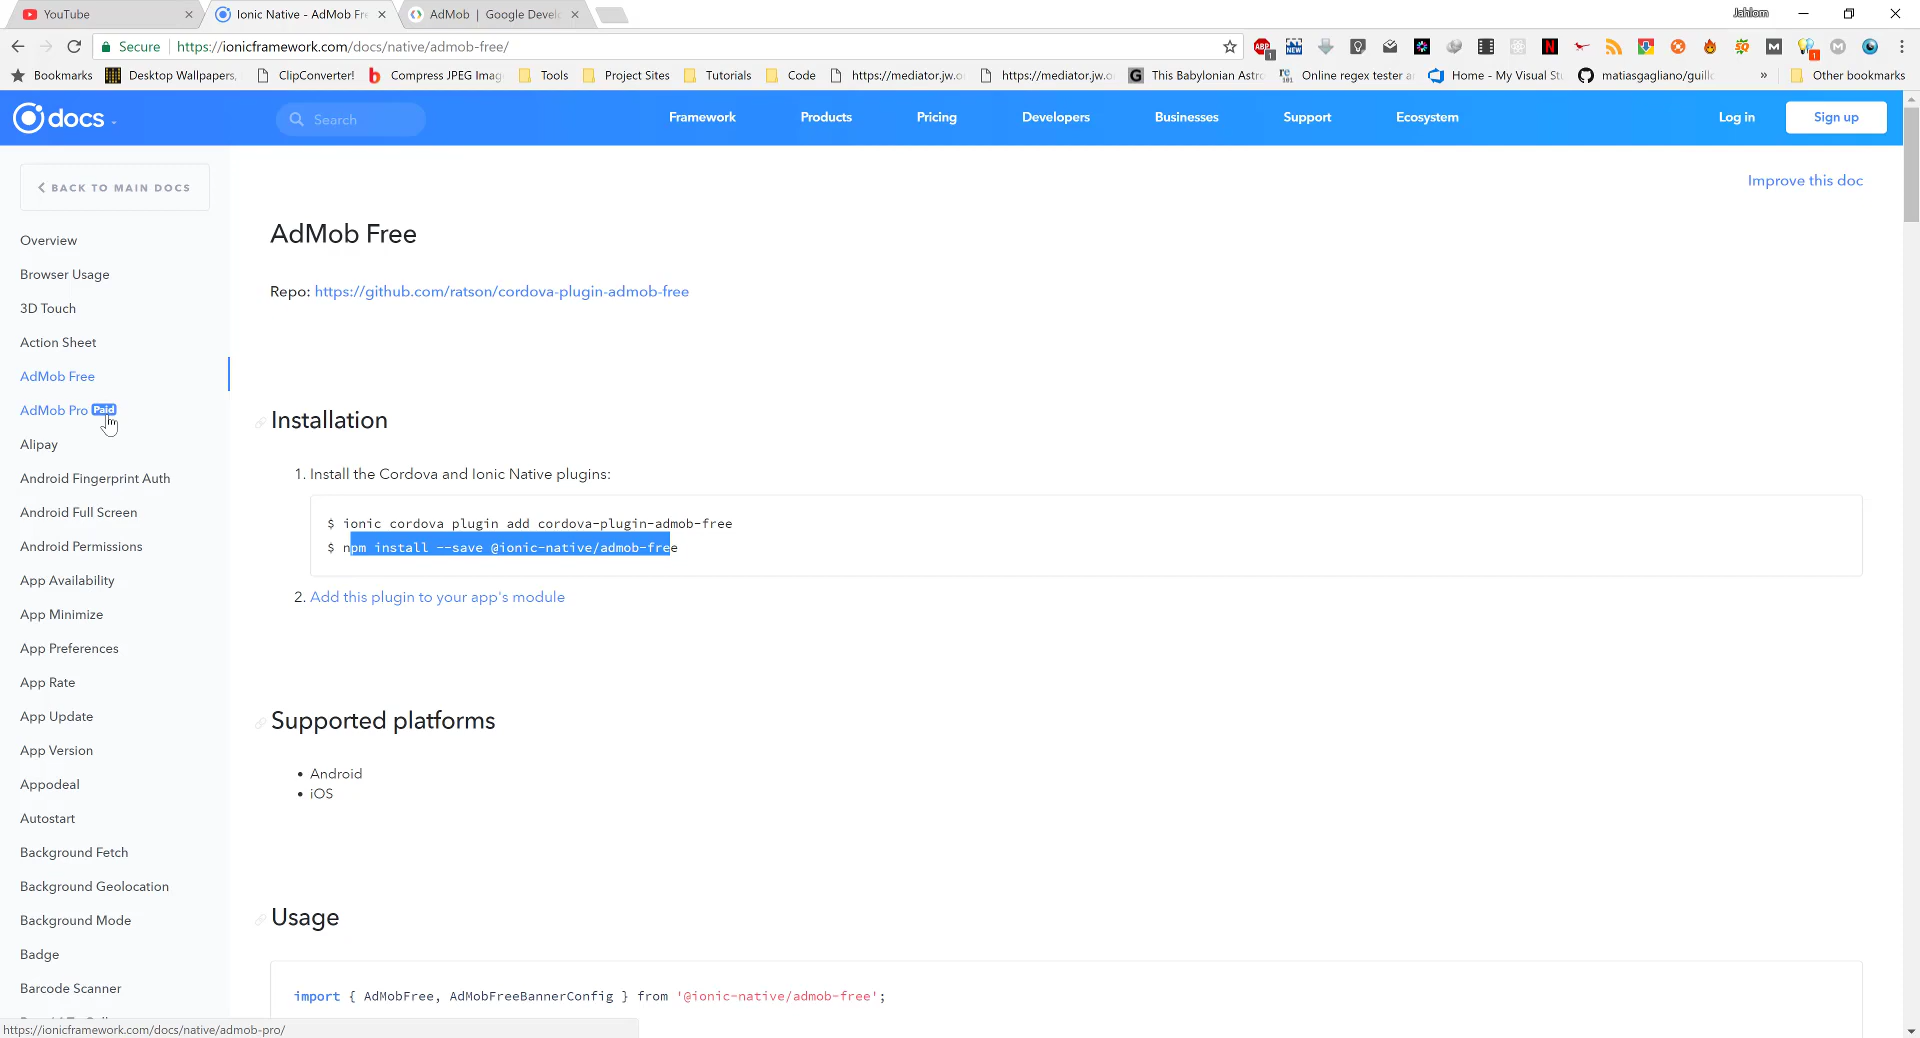 YouTube
Ionic Native - AdMob Fre
AdMob | Google Develo
Jahlom
Secure
https://ionicframework.com/docs/native/admob-free/
ABP
1
NEW
N
M
1
M
Bookmarks
Desktop Wallpapers,
ClipConverter!
Compress JPEG Imag
Tools
Project Sites
Tutorials
Code
https://mediator.jw.o
https://mediator.jw.o
This Babylonian Astro
Online regex tester a
Home - My Visual Stu
matiasgagliano/guillo
»
Other bookmarks
docs
Search
Framework
Products
Pricing
Developers
Businesses
Support
Ecosystem
Log in
Sign up
BACK TO MAIN DOCS
Overview
Browser Usage
3D Touch
Action Sheet
AdMob Free
AdMob Pro Paid
Alipay
Android Fingerprint Auth
Android Full Screen
Android Permissions
App Availability
App Minimize
App Preferences
App Rate
App Update
App Version
Appodeal
Autostart
Background Fetch
Background Geolocation
Background Mode
Badge
Barcode Scanner
Improve this doc
AdMob Free
Repo: https://github.com/ratson/cordova-plugin-admob-free
Installation
1. Install the Cordova and Ionic Native plugins:
$ ionic cordova plugin add cordova-plugin-admob-free
$ npm install --save @ionic-native/admob-free
2. Add this plugin to your app's module
Supported platforms
• Android
• iOS
Usage
import { AdMobFree, AdMobFreeBannerConfig } from '@ionic-native/admob-free';
https://ionicframework.com/docs/native/admob-pro/